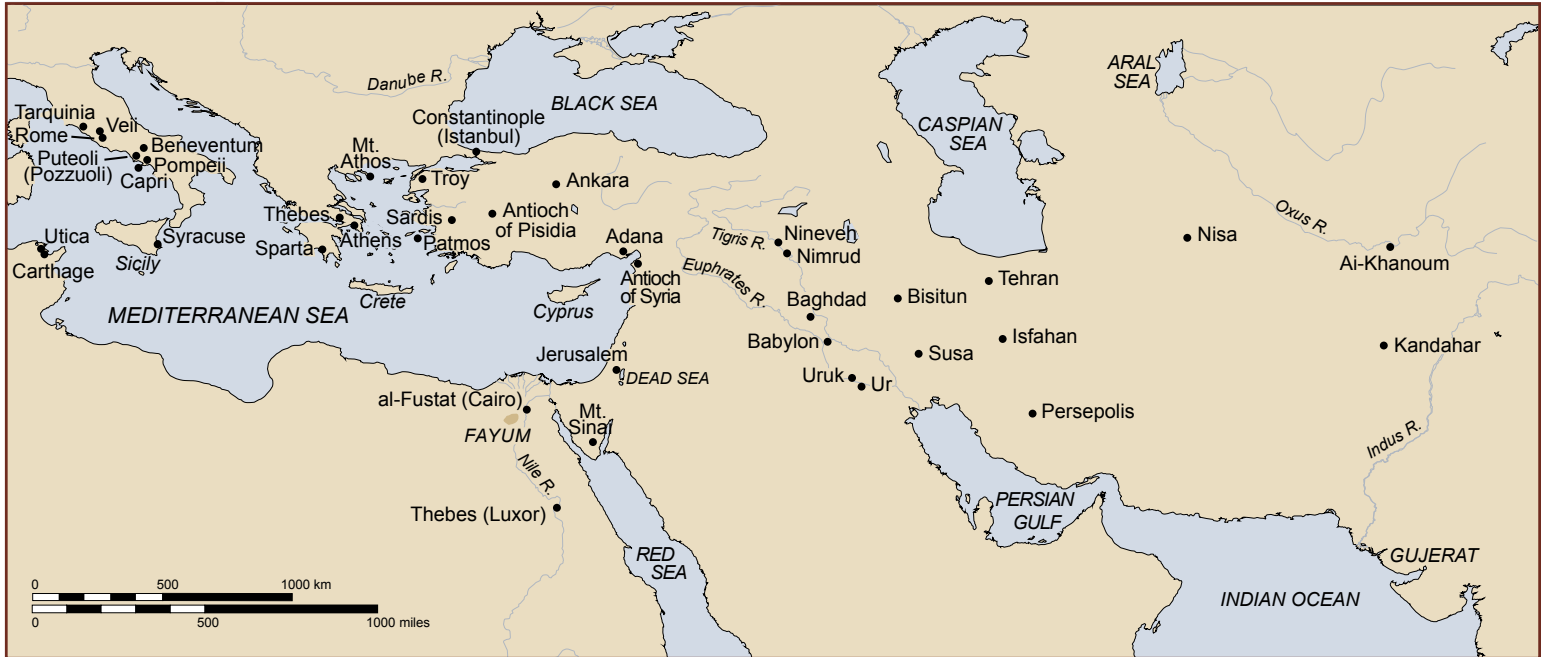 Danube R.
BLACK SEA
ARAL
SEA
CASPIAN
SEA
Tarquinia
Veii
Rome
Beneventum
Puteoli
(Pozzuoli)
Pompeii
Capri
Constantinople
(Istanbul)
Mt.
Athos
Troy
Ankara
Thebes
Sardis
Antioch
of Pisidia
Athens
Patmos
Sparta
Utica
Carthage
Syracuse
Sicily
Crete
MEDITERRANEAN SEA
Adana
Antioch
of Syria
Cyprus
Tigris R.
Nineveh
Nimrud
Euphrates R.
Baghdad
Babylon
Bisitun
Tehran
Isfahan
Susa
Uruk
Ur
Persepolis
Nisa
Oxus R.
Ai-Khanoum
Kandahar
Indus R.
Jerusalem
DEAD SEA
al-Fustat (Cairo)
FAYUM
Mt.
Sinai
Nile R.
Thebes (Luxor)
RED
SEA
PERSIAN
GULF
GUJERAT
INDIAN OCEAN
0 500 1000 km
0 500 1000 miles